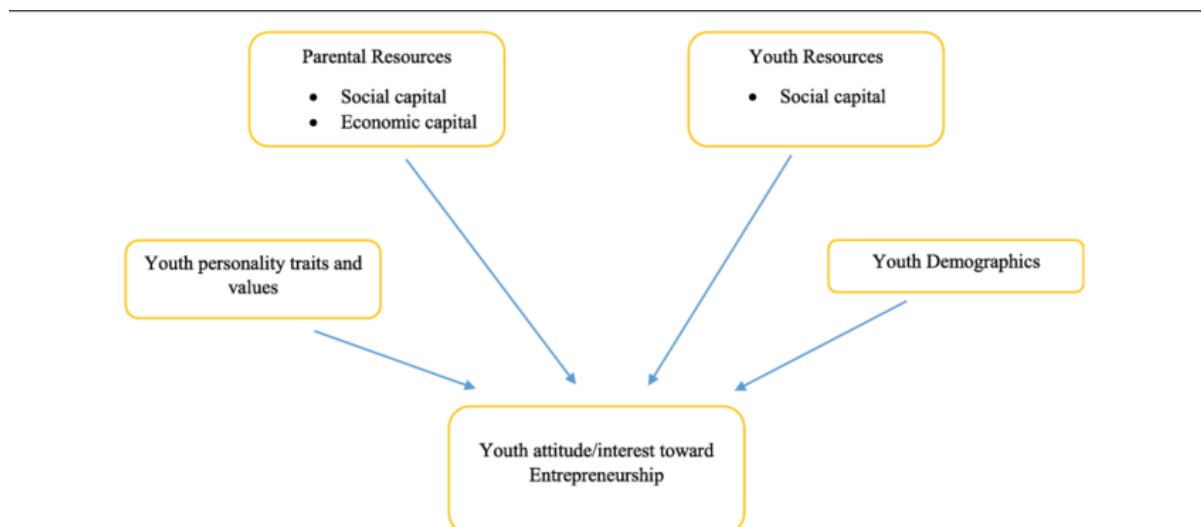 Parental Resources
• Social capital
• Economic capital
Youth Resources
• Social capital
Youth personality traits and
values
Youth Demographics
Youth attitude/interest toward
Entrepreneurship